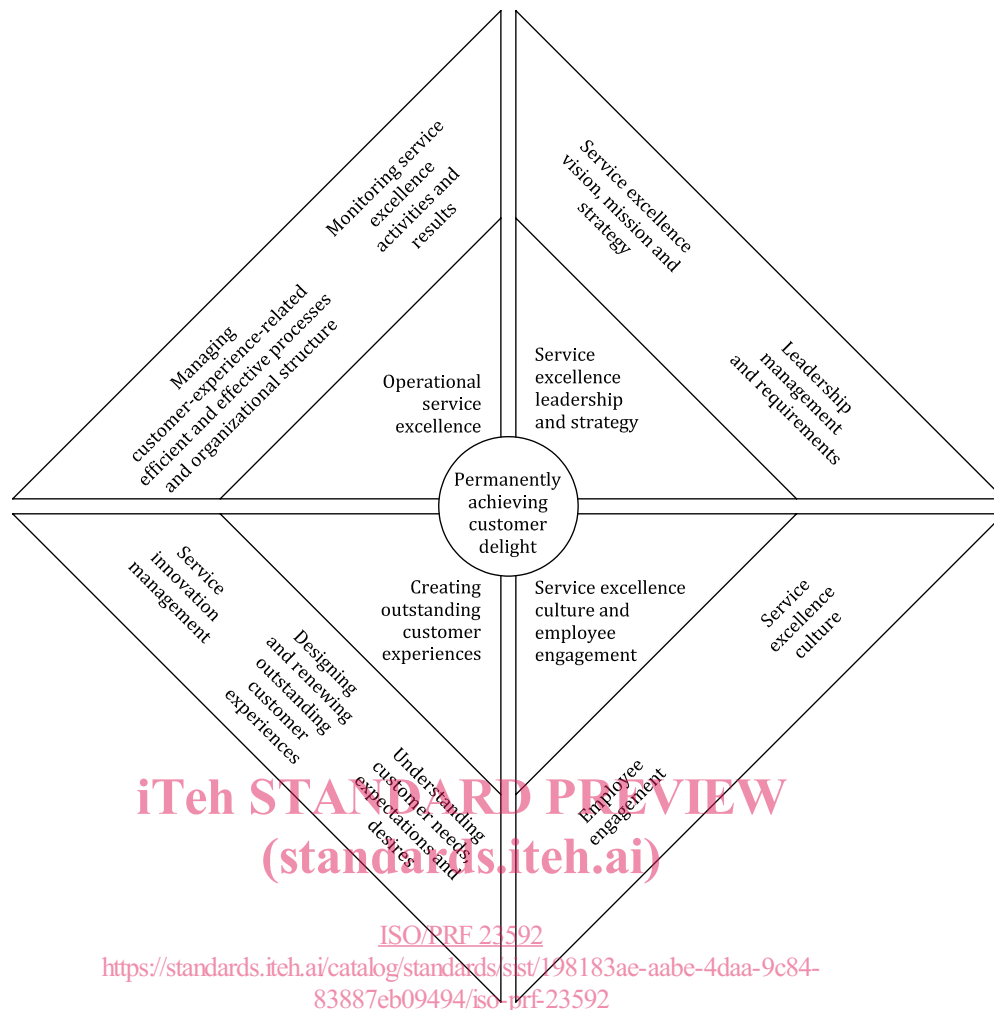 Monitoring service
excellence
activities and
results
Service excellence
vision, mission and
strategy
Managing
customer-experience-related
efficient and effective processes
and organizational structure
Leadership
management
and requirements
Operational
service
excellence
Service
excellence
leadership
and strategy
Permanently
achieving
customer
delight
Creating
outstanding
customer
experiences
Service excellence
culture and
employee
engagement
Service
innovation
management
Designing
and renewing
outstanding
customer
experiences
Understanding
customer needs,
expectations and
desires
Service
excellence
culture
Employee
engagement
iTeh STANDARD PREVIEW
(standards.iteh.ai)
ISO/PRF 23592
https://standards.iteh.ai/catalog/standards/sist/198183ae-aabe-4daa-9c84-
83887eb09494/iso-prf-23592